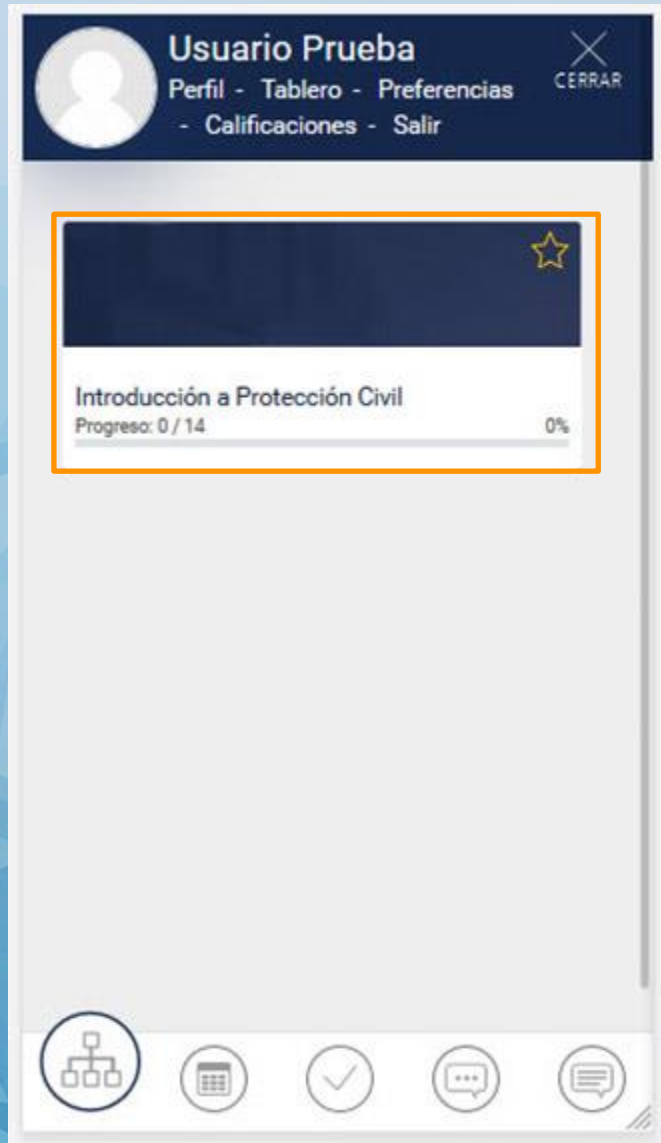 Usuario Prueba
Perfil - Tablero - Preferencias
- Calificaciones - Salir
CERRAR
Introducción a Protección Civil
Progreso: 0 / 14 0%